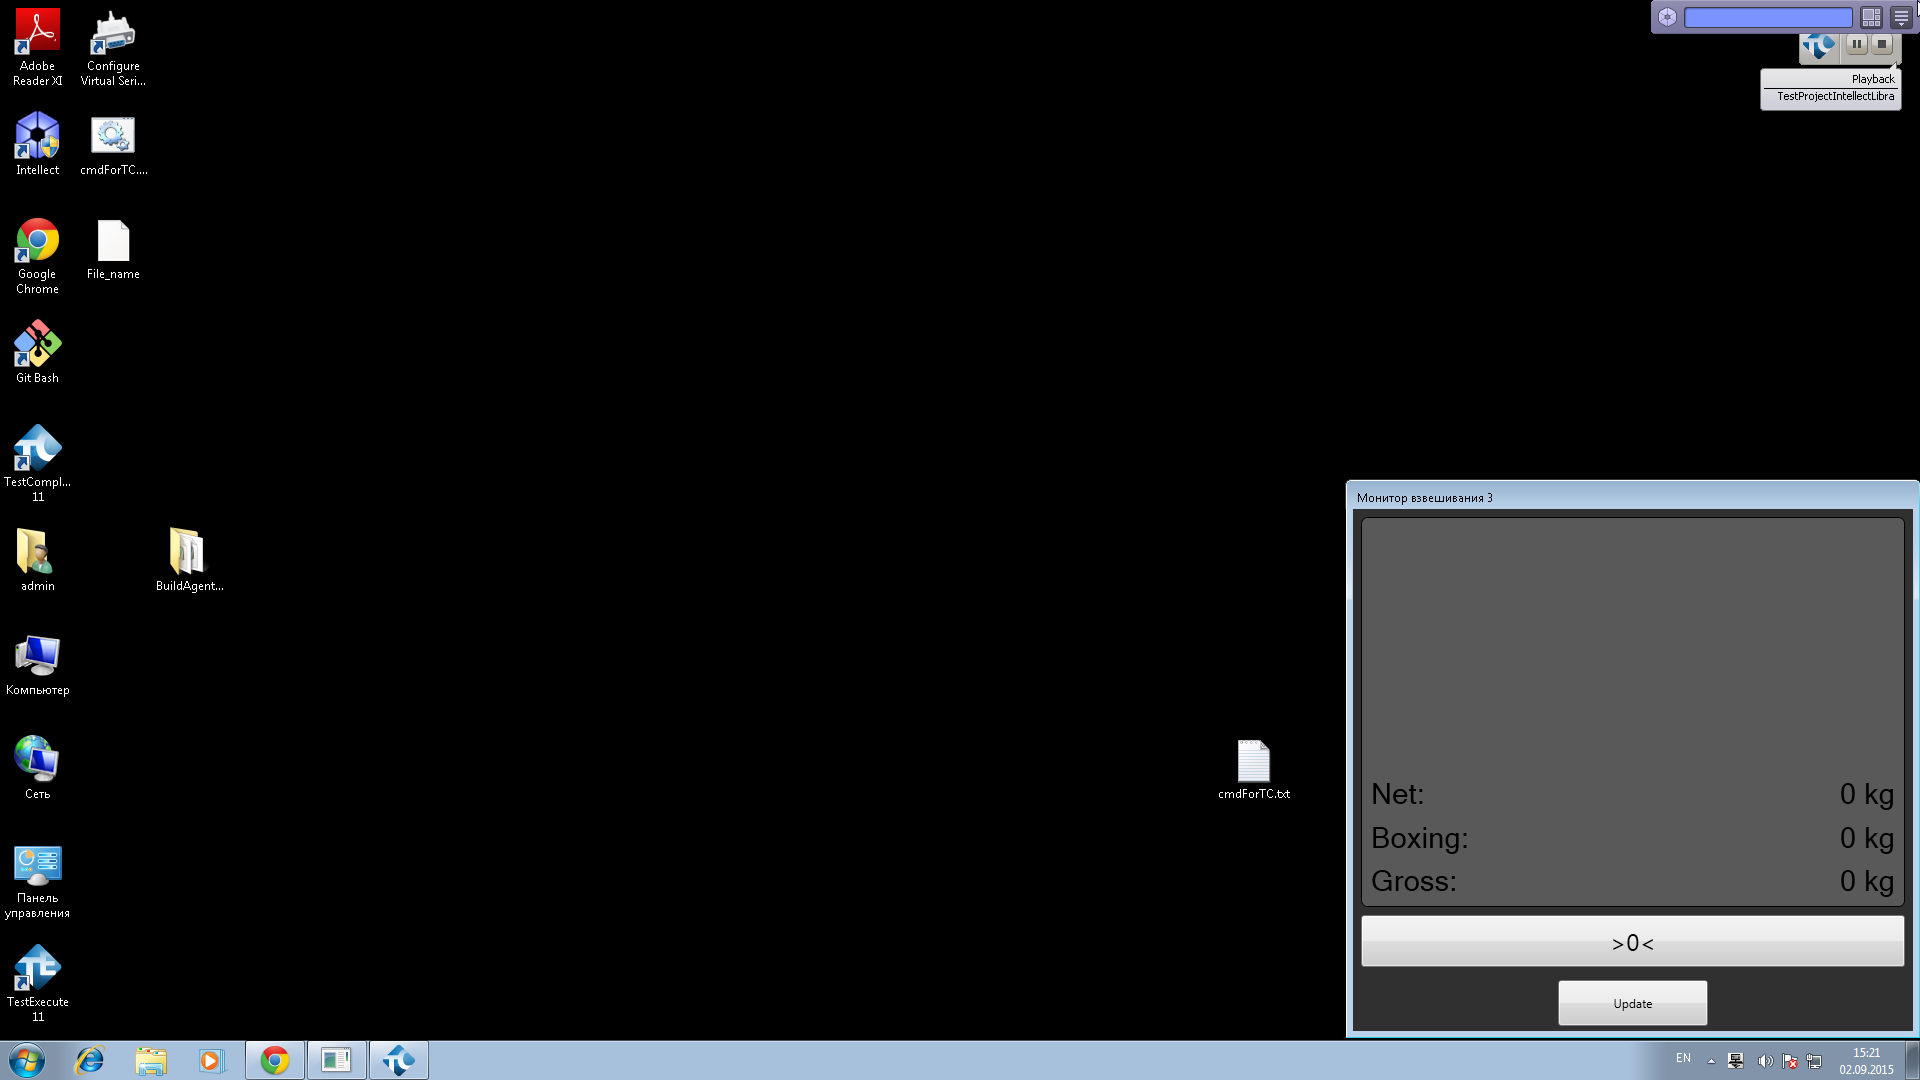 Adobe
Reader XI
Configure
Virtual Seri...
Intellect
cmdForTC....
Google
Chrome
File_name
Git Bash
TestCompl...
11
admin
BuildAgent...
Компьютер
Сеть
Панель
управления
TestExecute
11
cmdForTC.txt
Playback
TestProjectIntellectLibra
Монитор взвешивания 3
Net: 0 kg
Boxing: 0 kg
Gross: 0 kg
>0<
Update
EN
15:21
02.09.2015